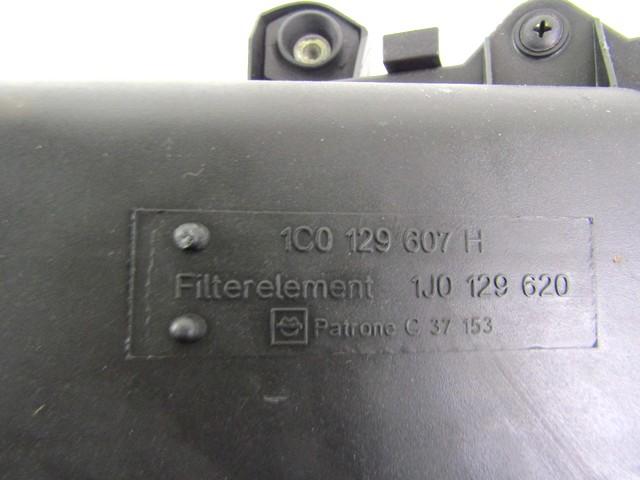 1C0 129 607 H
Filterelement 1J0 129 620
Patrone C 37 153